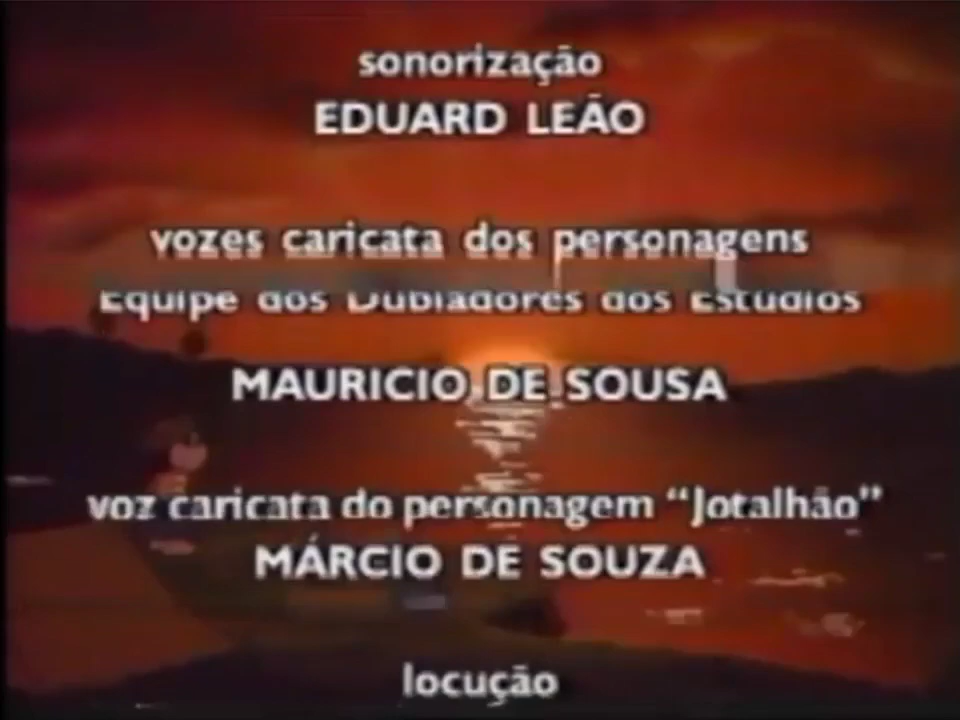 sonorização
EDUARD LEÃO
vozes caricata dos personagens
Equipe dos Dubladores dos Estúdios
MAURICIO DE SOUSA
voz caricata do personagem “Jotalhão”
MÁRCIO DE SOUZA
locução